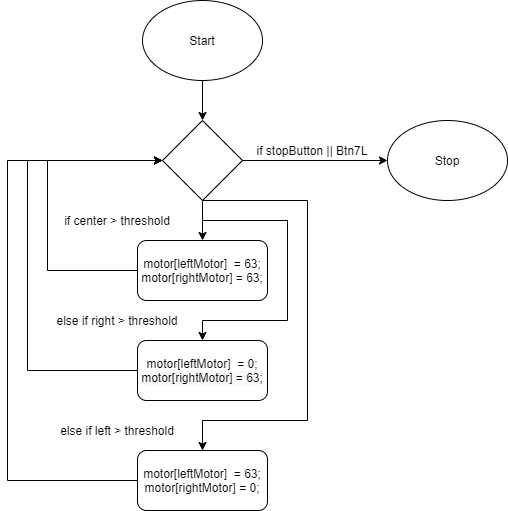 Start
if stopButton || Btn7L
Stop
if center > threshold
motor[leftMotor] = 63;
motor[rightMotor] = 63;
else if right > threshold
motor[leftMotor] = 0;
motor[rightMotor] = 63;
else if left > threshold
motor[leftMotor] = 63;
motor[rightMotor] = 0;